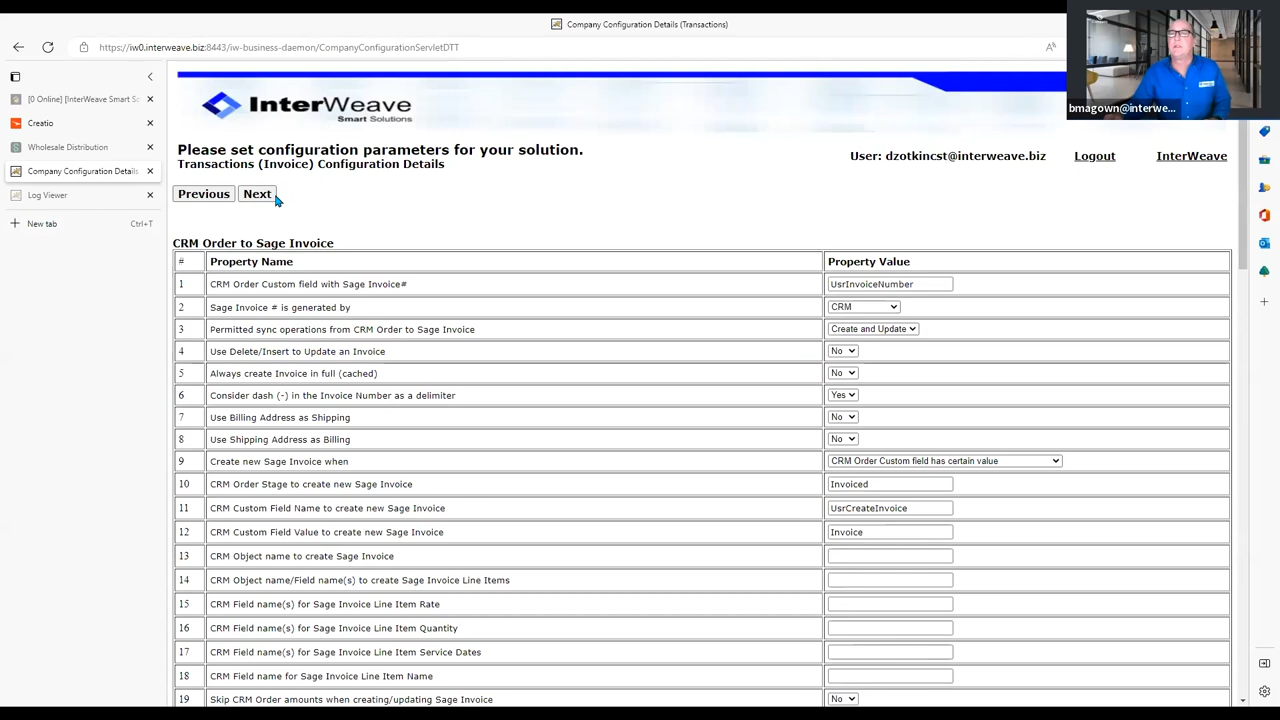 Company Configuration Details (Transactions)
https://iw0.interweave.biz:8443/iw-business-daemon/CompanyConfigurationServletDTT
bmagown@interwe...
[0 Online] [InterWeave Smart So
Creatio
Wholesale Distribution
Company Configuration Details
Log Viewer
New tab
Ctrl+T
InterWeave
Smart Solutions
Please set configuration parameters for your solution.
Transactions (Invoice) Configuration Details
User: dzotkincst@interweave.biz
Logout
InterWeave
Previous
Next
CRM Order to Sage Invoice
# Property Name Property Value
1 CRM Order Custom field with Sage Invoice# UsrInvoiceNumber
2 Sage Invoice # is generated by CRM
3 Permitted sync operations from CRM Order to Sage Invoice Create and Update
4 Use Delete/Insert to Update an Invoice No
5 Always create Invoice in full (cached) No
6 Consider dash (-) in the Invoice Number as a delimiter Yes
7 Use Billing Address as Shipping No
8 Use Shipping Address as Billing No
9 Create new Sage Invoice when CRM Order Custom field has certain value
10 CRM Order Stage to create new Sage Invoice Invoiced
11 CRM Custom Field Name to create new Sage Invoice UsrCreateInvoice
12 CRM Custom Field Value to create new Sage Invoice Invoice
13 CRM Object name to create Sage Invoice
14 CRM Object name/Field name(s) to create Sage Invoice Line Items
15 CRM Field name(s) for Sage Invoice Line Item Rate
16 CRM Field name(s) for Sage Invoice Line Item Quantity
17 CRM Field name(s) for Sage Invoice Line Item Service Dates
18 CRM Field name for Sage Invoice Line Item Name
19 Skip CRM Order amounts when creating/updating Sage Invoice No